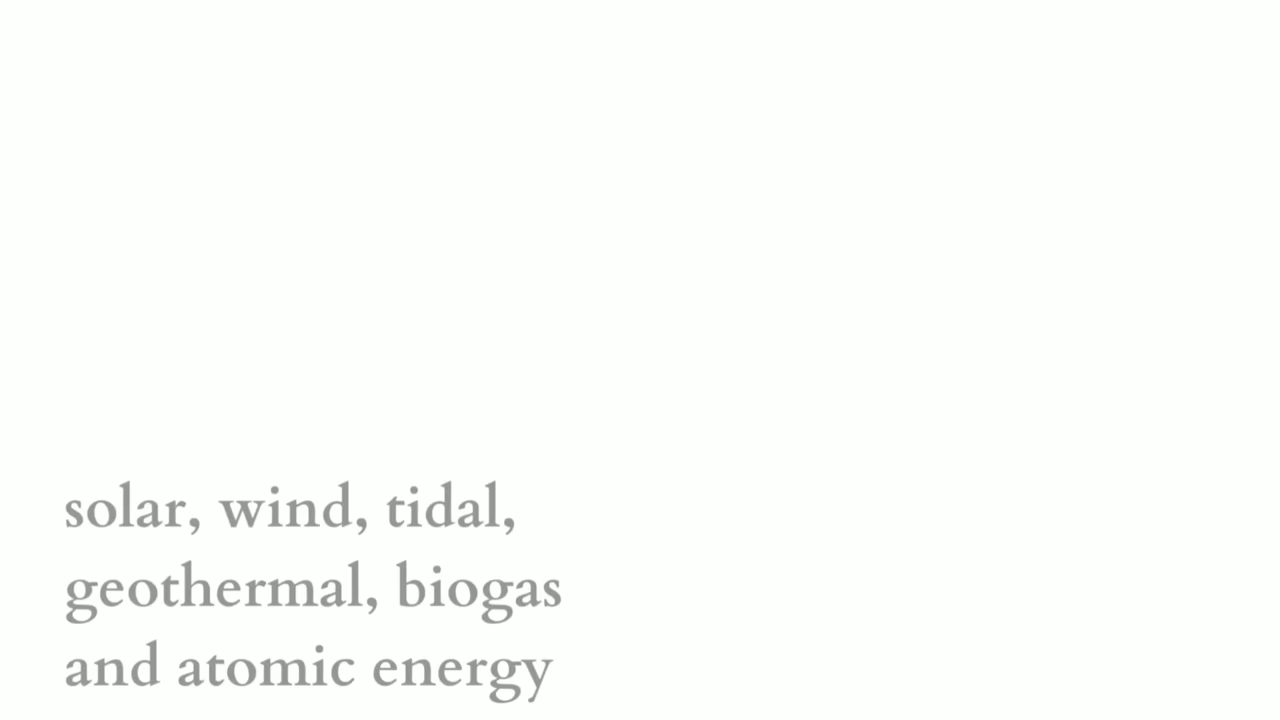 solar, wind, tidal,
geothermal, biogas
and atomic energy